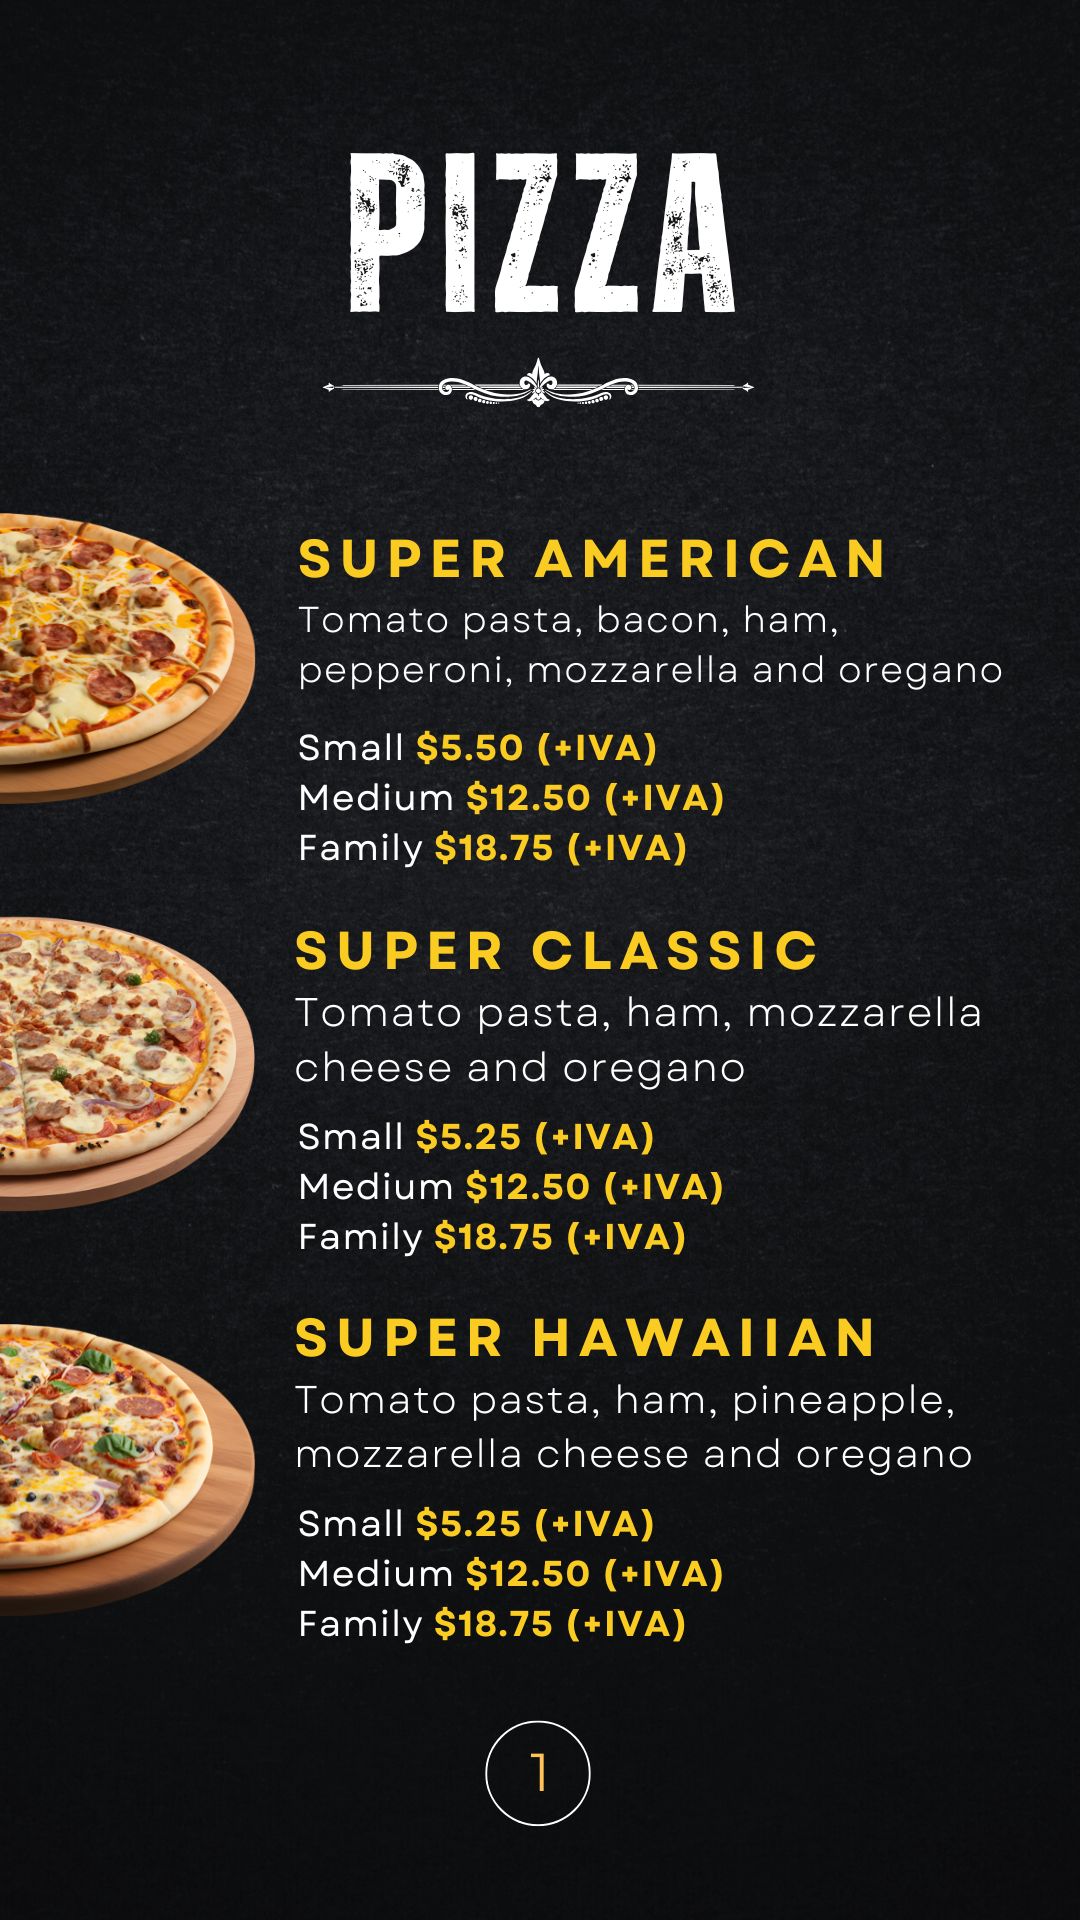 PIZZA
SUPER AMERICAN
Tomato pasta, bacon, ham,
pepperoni, mozzarella and oregano
Small $5.50 (+IVA)
Medium $12.50 (+IVA)
Family $18.75 (+IVA)
SUPER CLASSIC
Tomato pasta, ham, mozzarella
cheese and oregano
Small $5.25 (+IVA)
Medium $12.50 (+IVA)
Family $18.75 (+IVA)
SUPER HAWAIIAN
Tomato pasta, ham, pineapple,
mozzarella cheese and oregano
Small $5.25 (+IVA)
Medium $12.50 (+IVA)
Family $18.75 (+IVA)
1